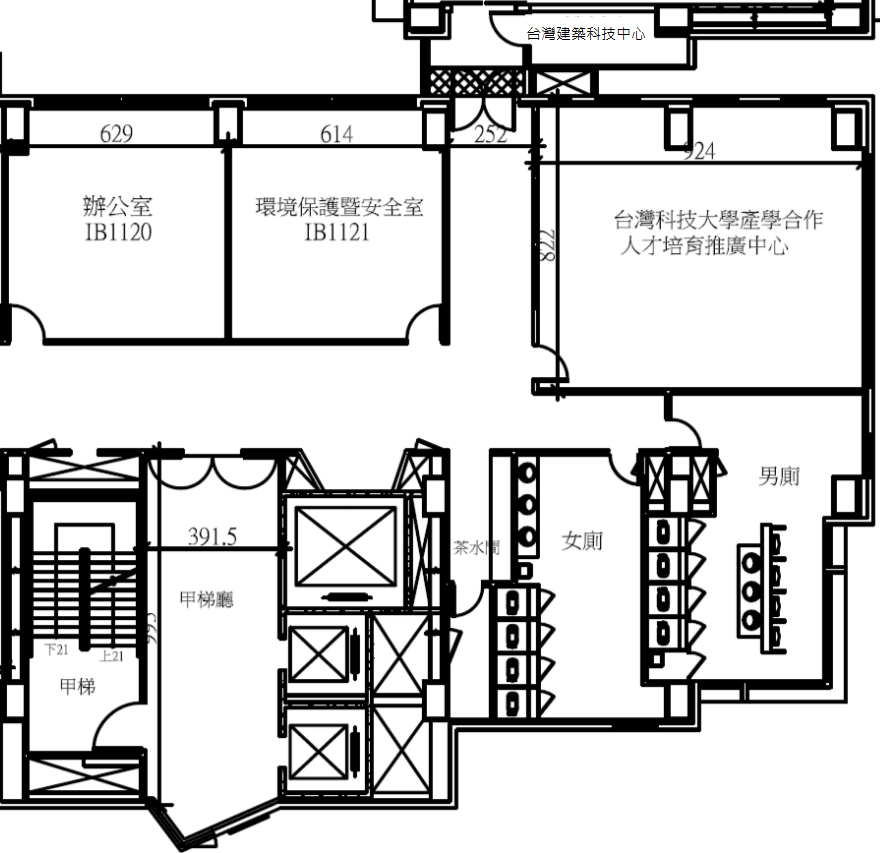 台灣建築科技中心
629
614
252
924
辦公室
IB1120
環境保護暨安全室
IB1121
台灣科技大學產學合作
人才培育推廣中心
822
男廁
女廁
茶水間
391.5
甲梯廳
下21
上21
甲梯